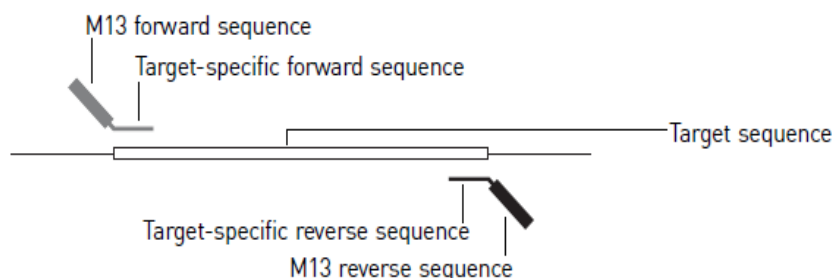 M13 forward sequence
Target-specific forward sequence
Target sequence
Target-specific reverse sequence
M13 reverse sequence